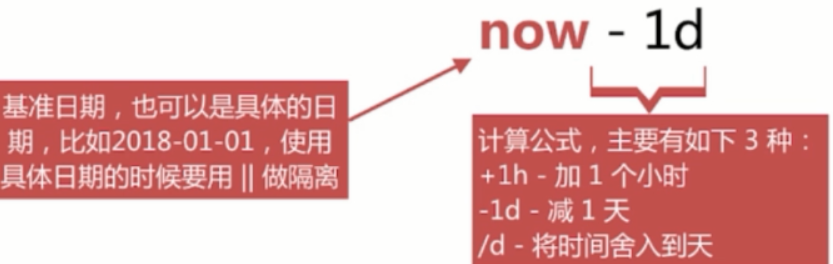 now - 1d
基准日期，也可以是具体的日
期，比如2018-01-01，使用
具体日期的时候要用 || 做隔离
计算公式，主要有如下 3 种：
+1h - 加 1 个小时
-1d - 减 1 天
/d - 将时间舍入到天